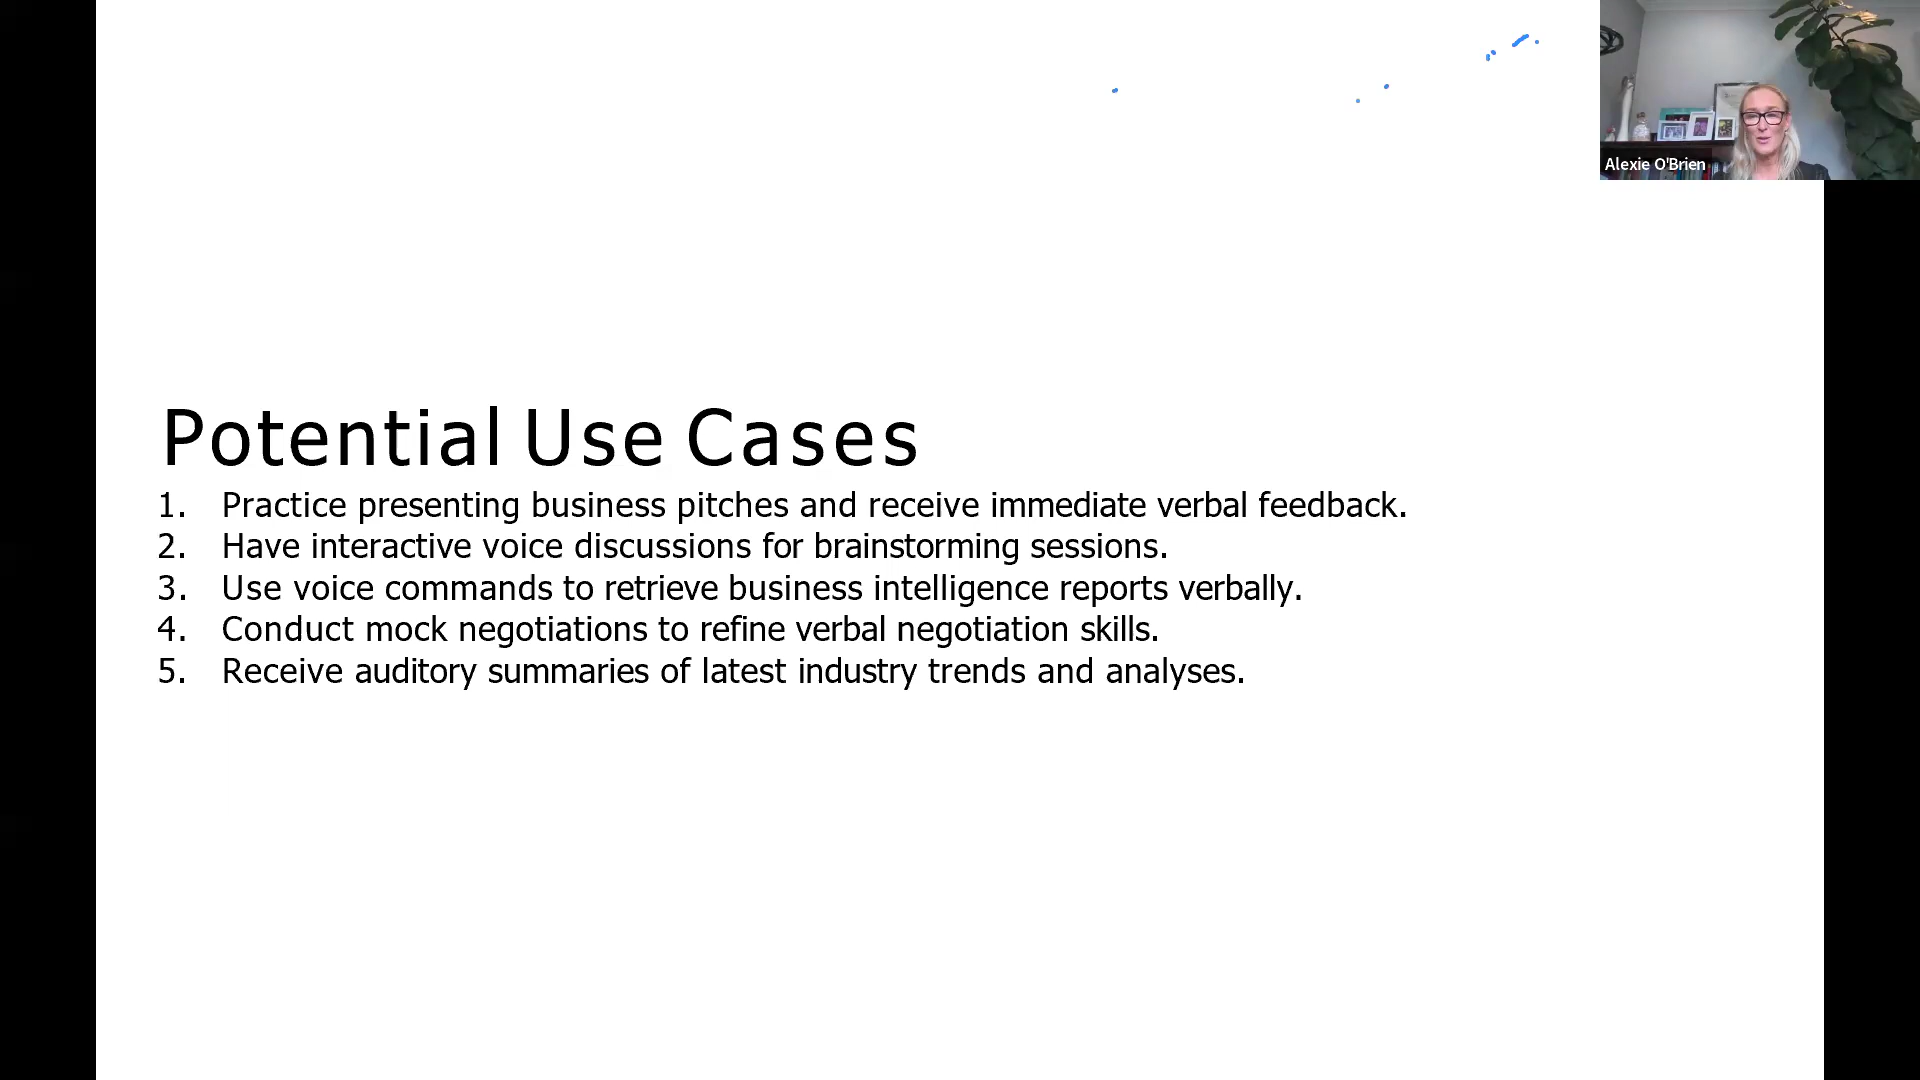 Alexie O'Brien
Potential Use Cases
1. Practice presenting business pitches and receive immediate verbal feedback.
2. Have interactive voice discussions for brainstorming sessions.
3. Use voice commands to retrieve business intelligence reports verbally.
4. Conduct mock negotiations to refine verbal negotiation skills.
5. Receive auditory summaries of latest industry trends and analyses.